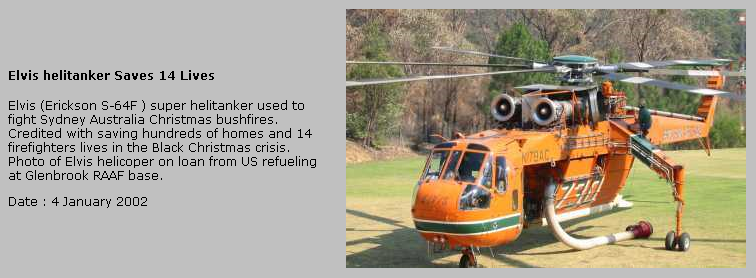 Elvis helitanker Saves 14 Lives
Elvis (Erickson S-64F ) super helitanker used to
fight Sydney Australia Christmas bushfires.
Credited with saving hundreds of homes and 14
firefighters lives in the Black Christmas crisis.
Photo of Elvis helicoper on loan from US refueling
at Glenbrook RAAF base.
Date : 4 January 2002
N179AC